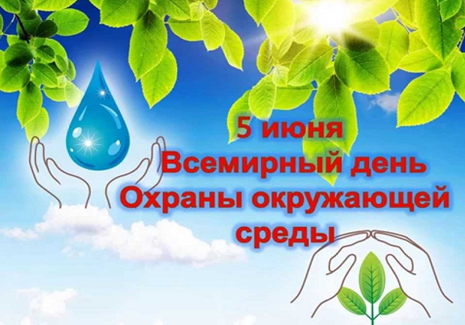 5 июня
Всемирный день
Охраны окружающей
среды